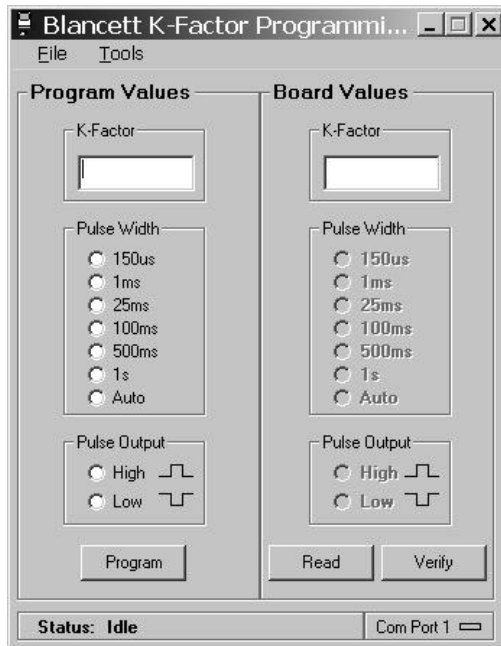 Blancett K-Factor Programmi...
File Tools
Program Values
K-Factor
Pulse Width
150us
1ms
25ms
100ms
500ms
1s
Auto
Pulse Output
High
Low
Program
Board Values
K-Factor
Pulse Width
150us
1ms
25ms
100ms
500ms
1s
Auto
Pulse Output
High
Low
Read Verify
Status: Idle
Com Port 1